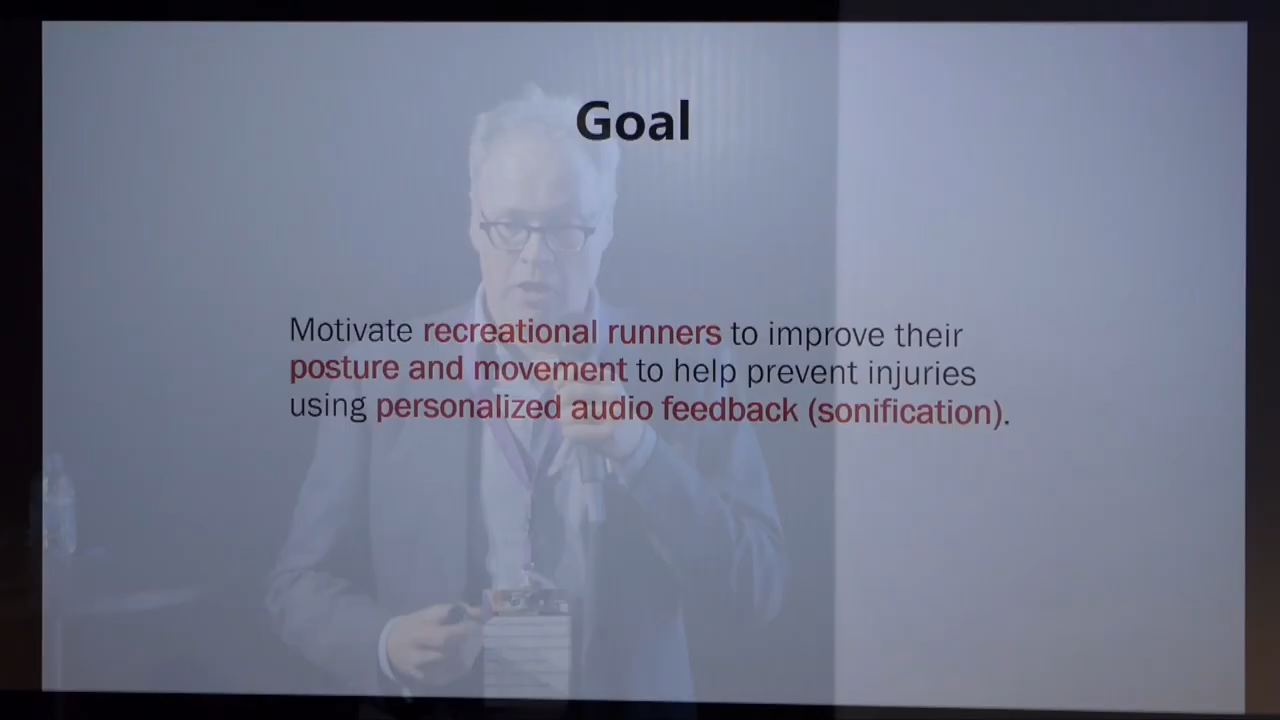 Goal
Motivate recreational runners to improve their
posture and movement to help prevent injuries
using personalized audio feedback (sonification).